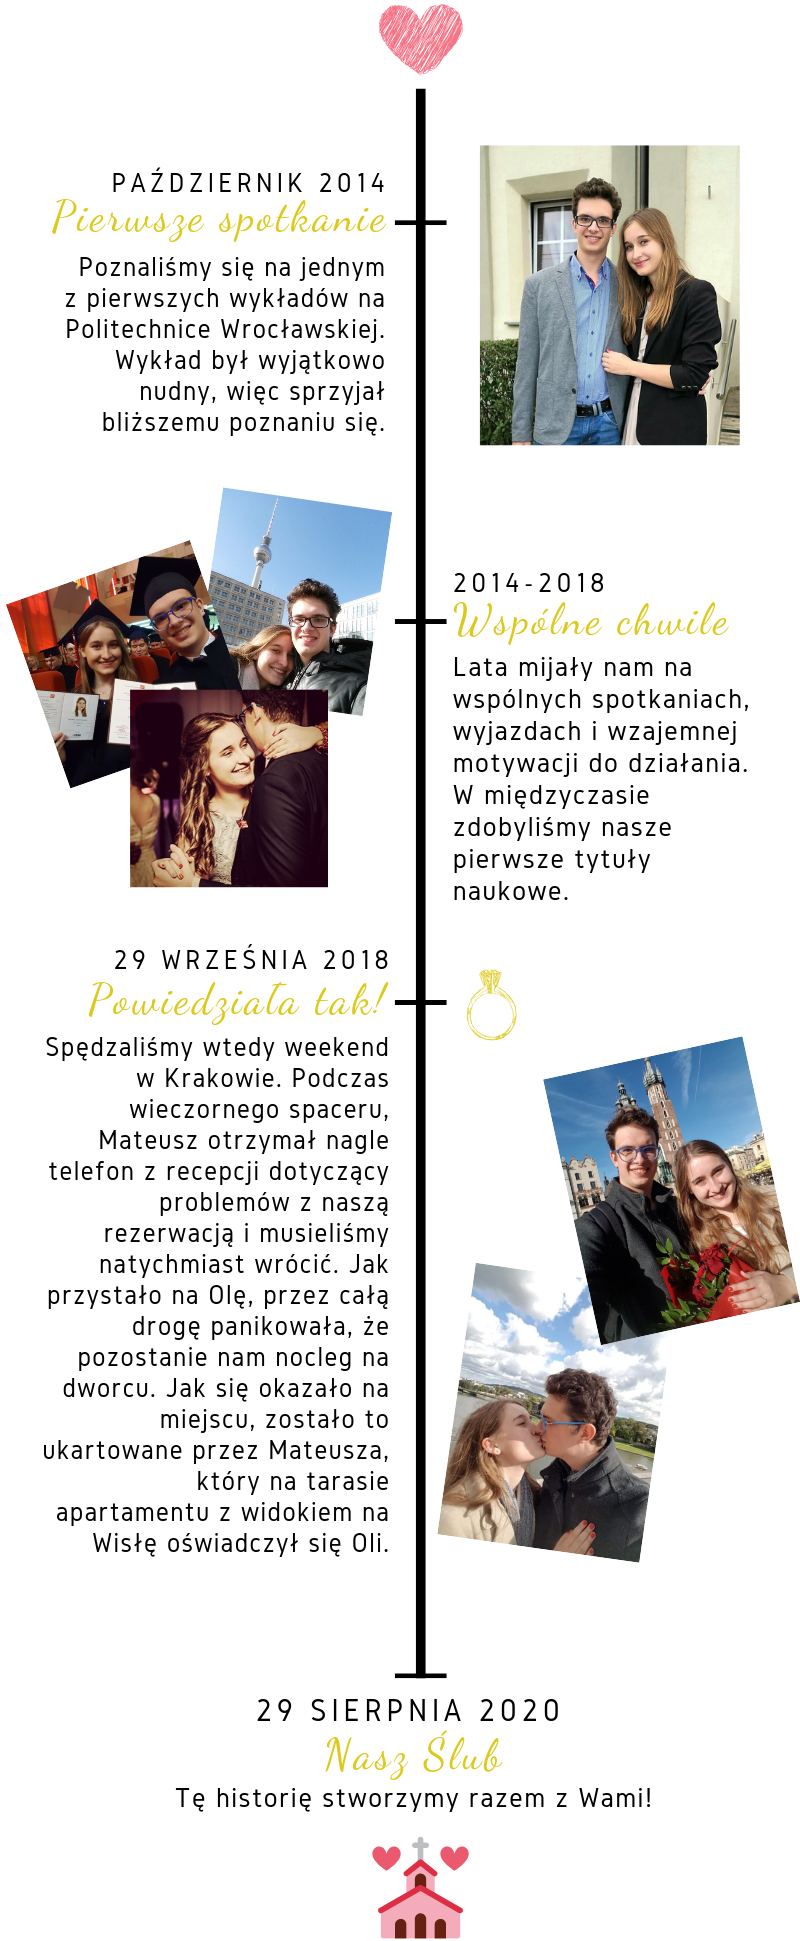 PAŹDZIERNIK 2014
Pierwsze spotkanie
Poznaliśmy się na jednym
z pierwszych wykładów na
Politechnice Wrocławskiej.
Wykład był wyjątkowo
nudny, więc sprzyjał
bliższemu poznaniu się.
2014-2018
Wspólne chwile
Lata mijały nam na
wspólnych spotkaniach,
wyjazdach i wzajemnej
motywacji do działania.
W międzyczasie
zdobyliśmy nasze
pierwsze tytuły
naukowe.
29 WRZEŚNIA 2018
Powiedziała tak!
Spędzaliśmy wtedy weekend
w Krakowie. Podczas
wieczornego spaceru,
Mateusz otrzymał nagle
telefon z recepcji dotyczący
problemów z naszą
rezerwacją i musieliśmy
natychmiast wrócić. Jak
przystało na Olę, przez całą
drogę panikowała, że
pozostanie nam nocleg na
dworcu. Jak się okazało na
miejscu, zostało to
ukartowane przez Mateusza,
który na tarasie
apartamentu z widokiem na
Wisłę oświadczył się Oli.
29 SIERPNIA 2020
Nasz Ślub
Tę historię stworzymy razem z Wami!